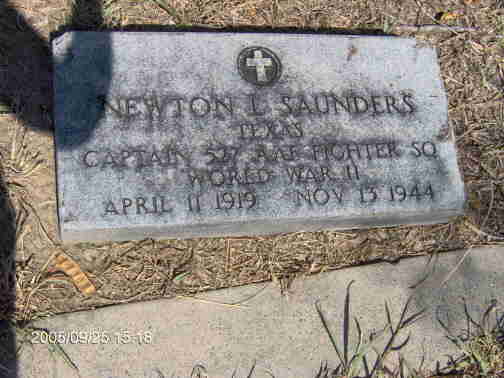 NEWTON L SAUNDERS
TEXAS
CAPTAIN 527 AAF FIGHTER SQ
WORLD WAR II
APRIL 11 1919 NOV 13 1944
2005/09/25 15:16